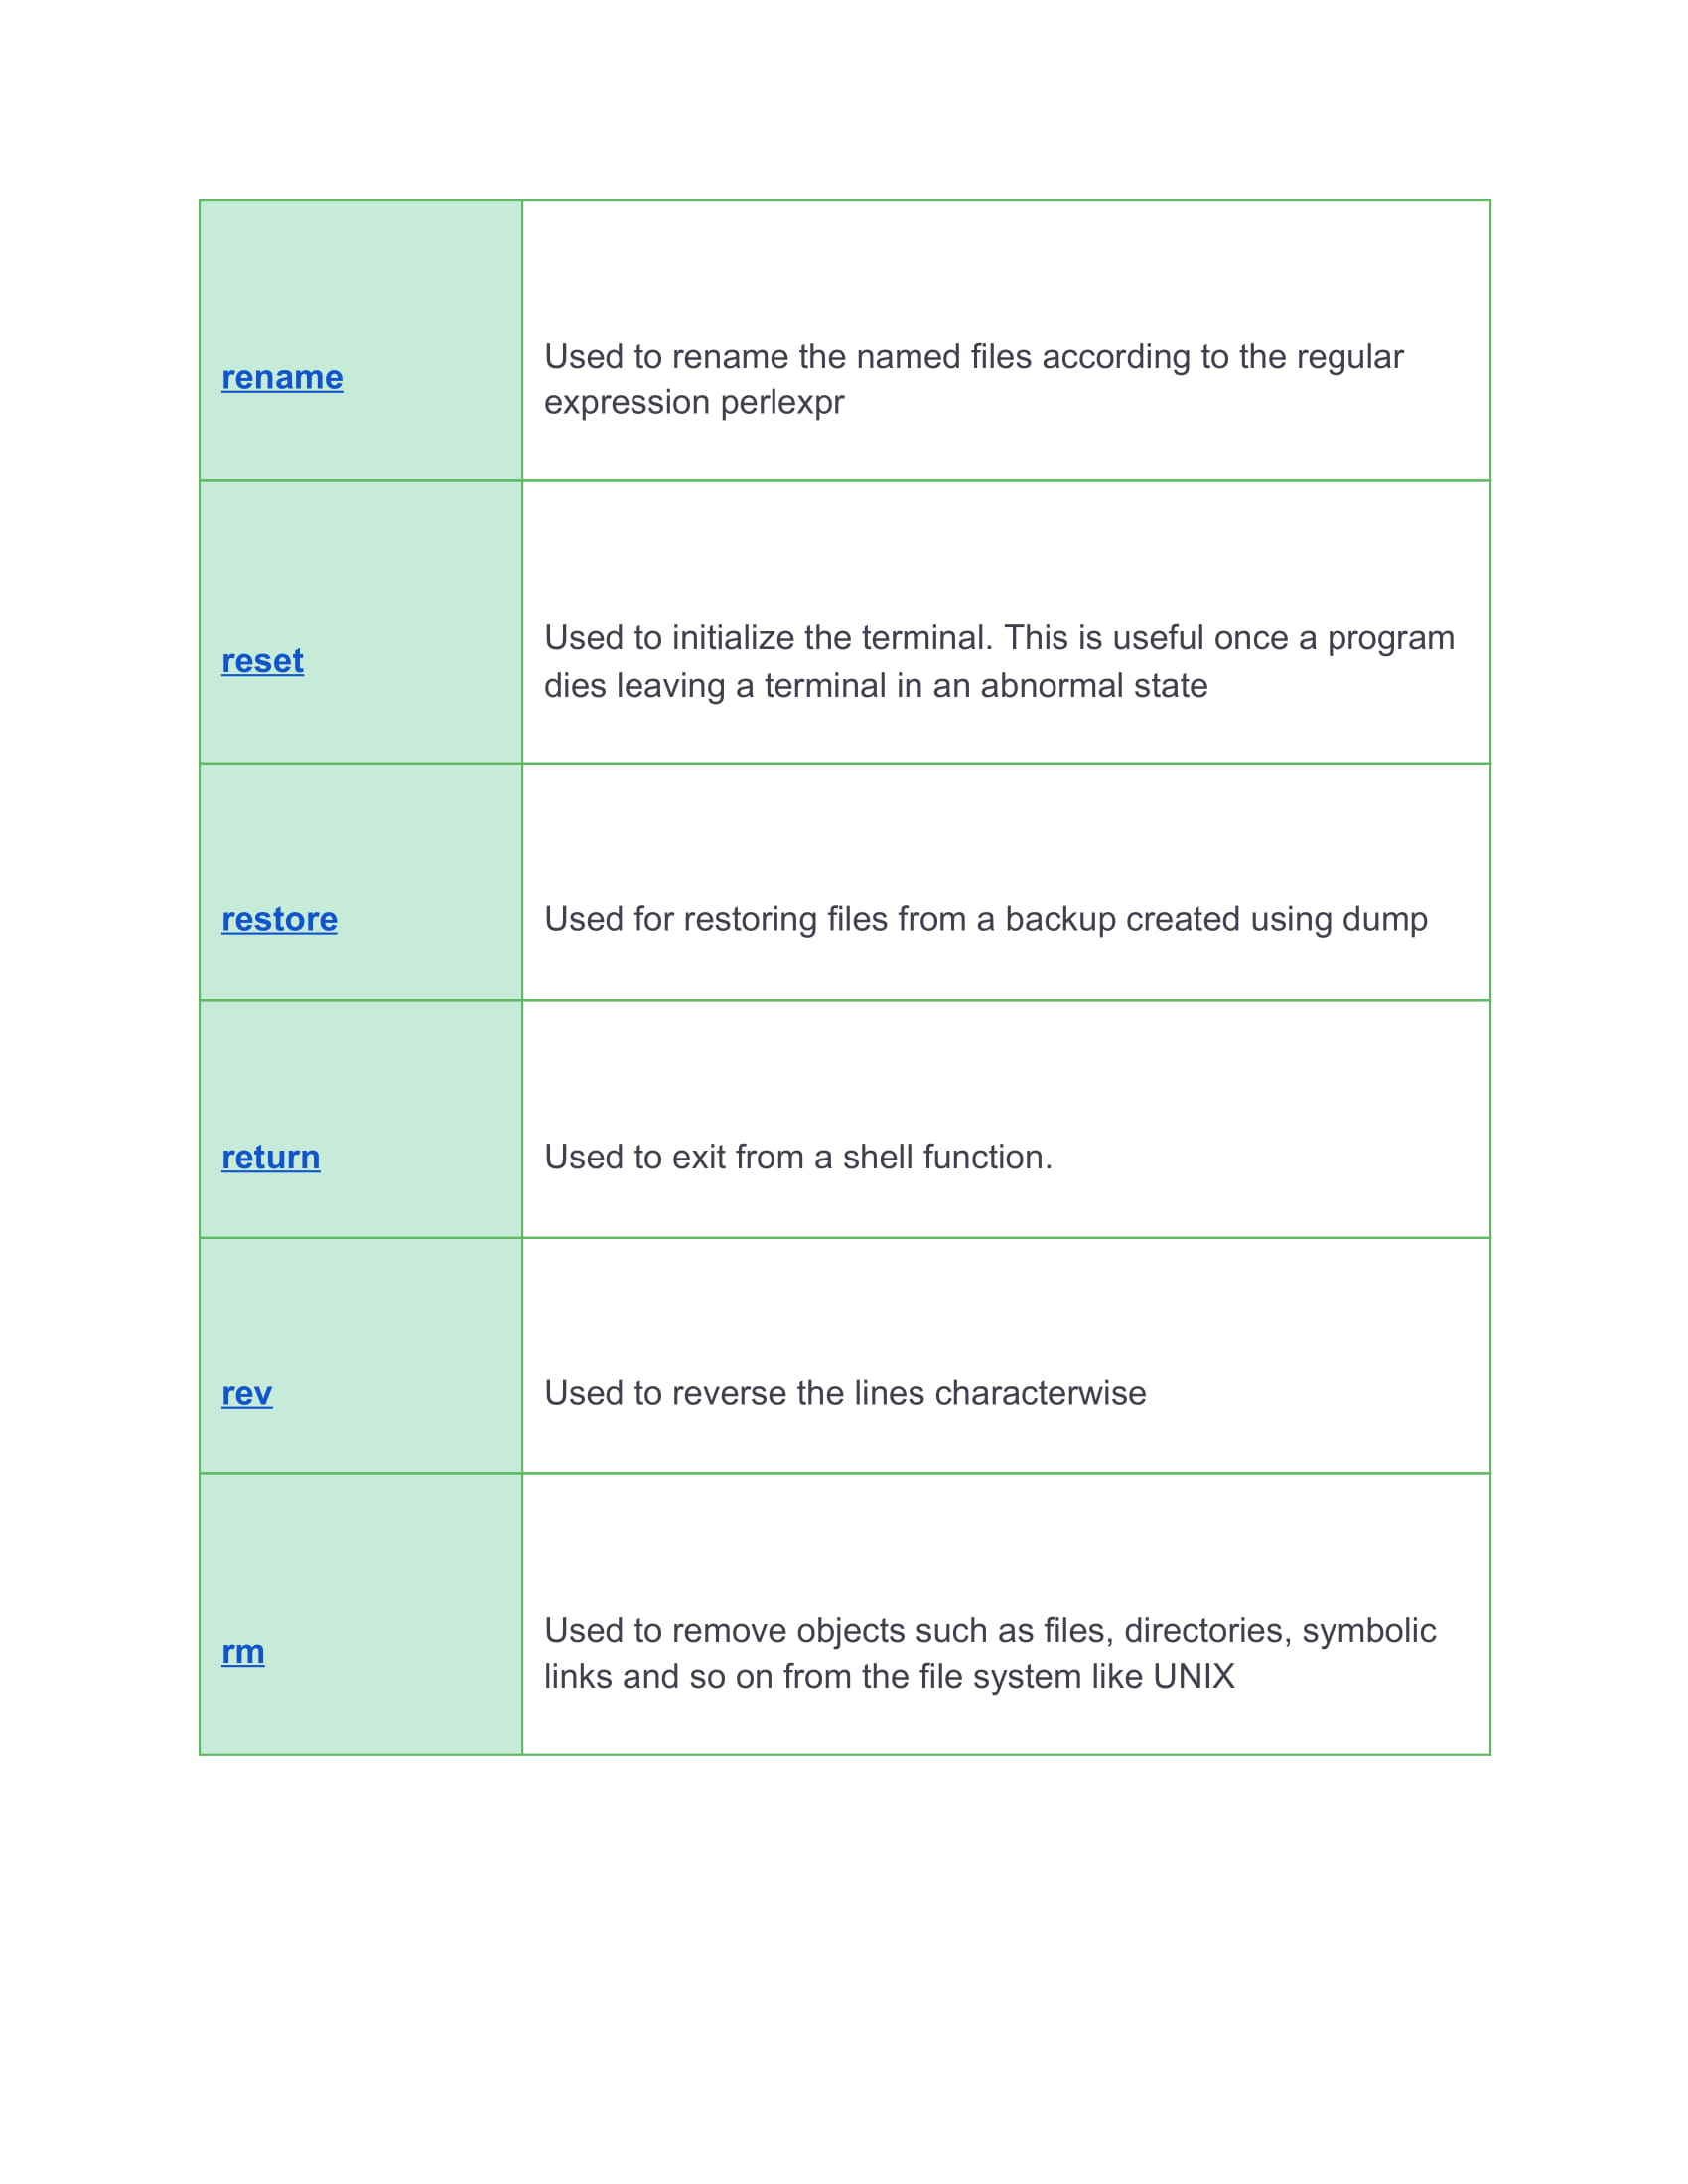 rename
Used to rename the named files according to the regular
expression perlexpr
reset
Used to initialize the terminal. This is useful once a program
dies leaving a terminal in an abnormal state
restore
Used for restoring files from a backup created using dump
return
Used to exit from a shell function.
rev
Used to reverse the lines characterwise
rm
Used to remove objects such as files, directories, symbolic
links and so on from the file system like UNIX